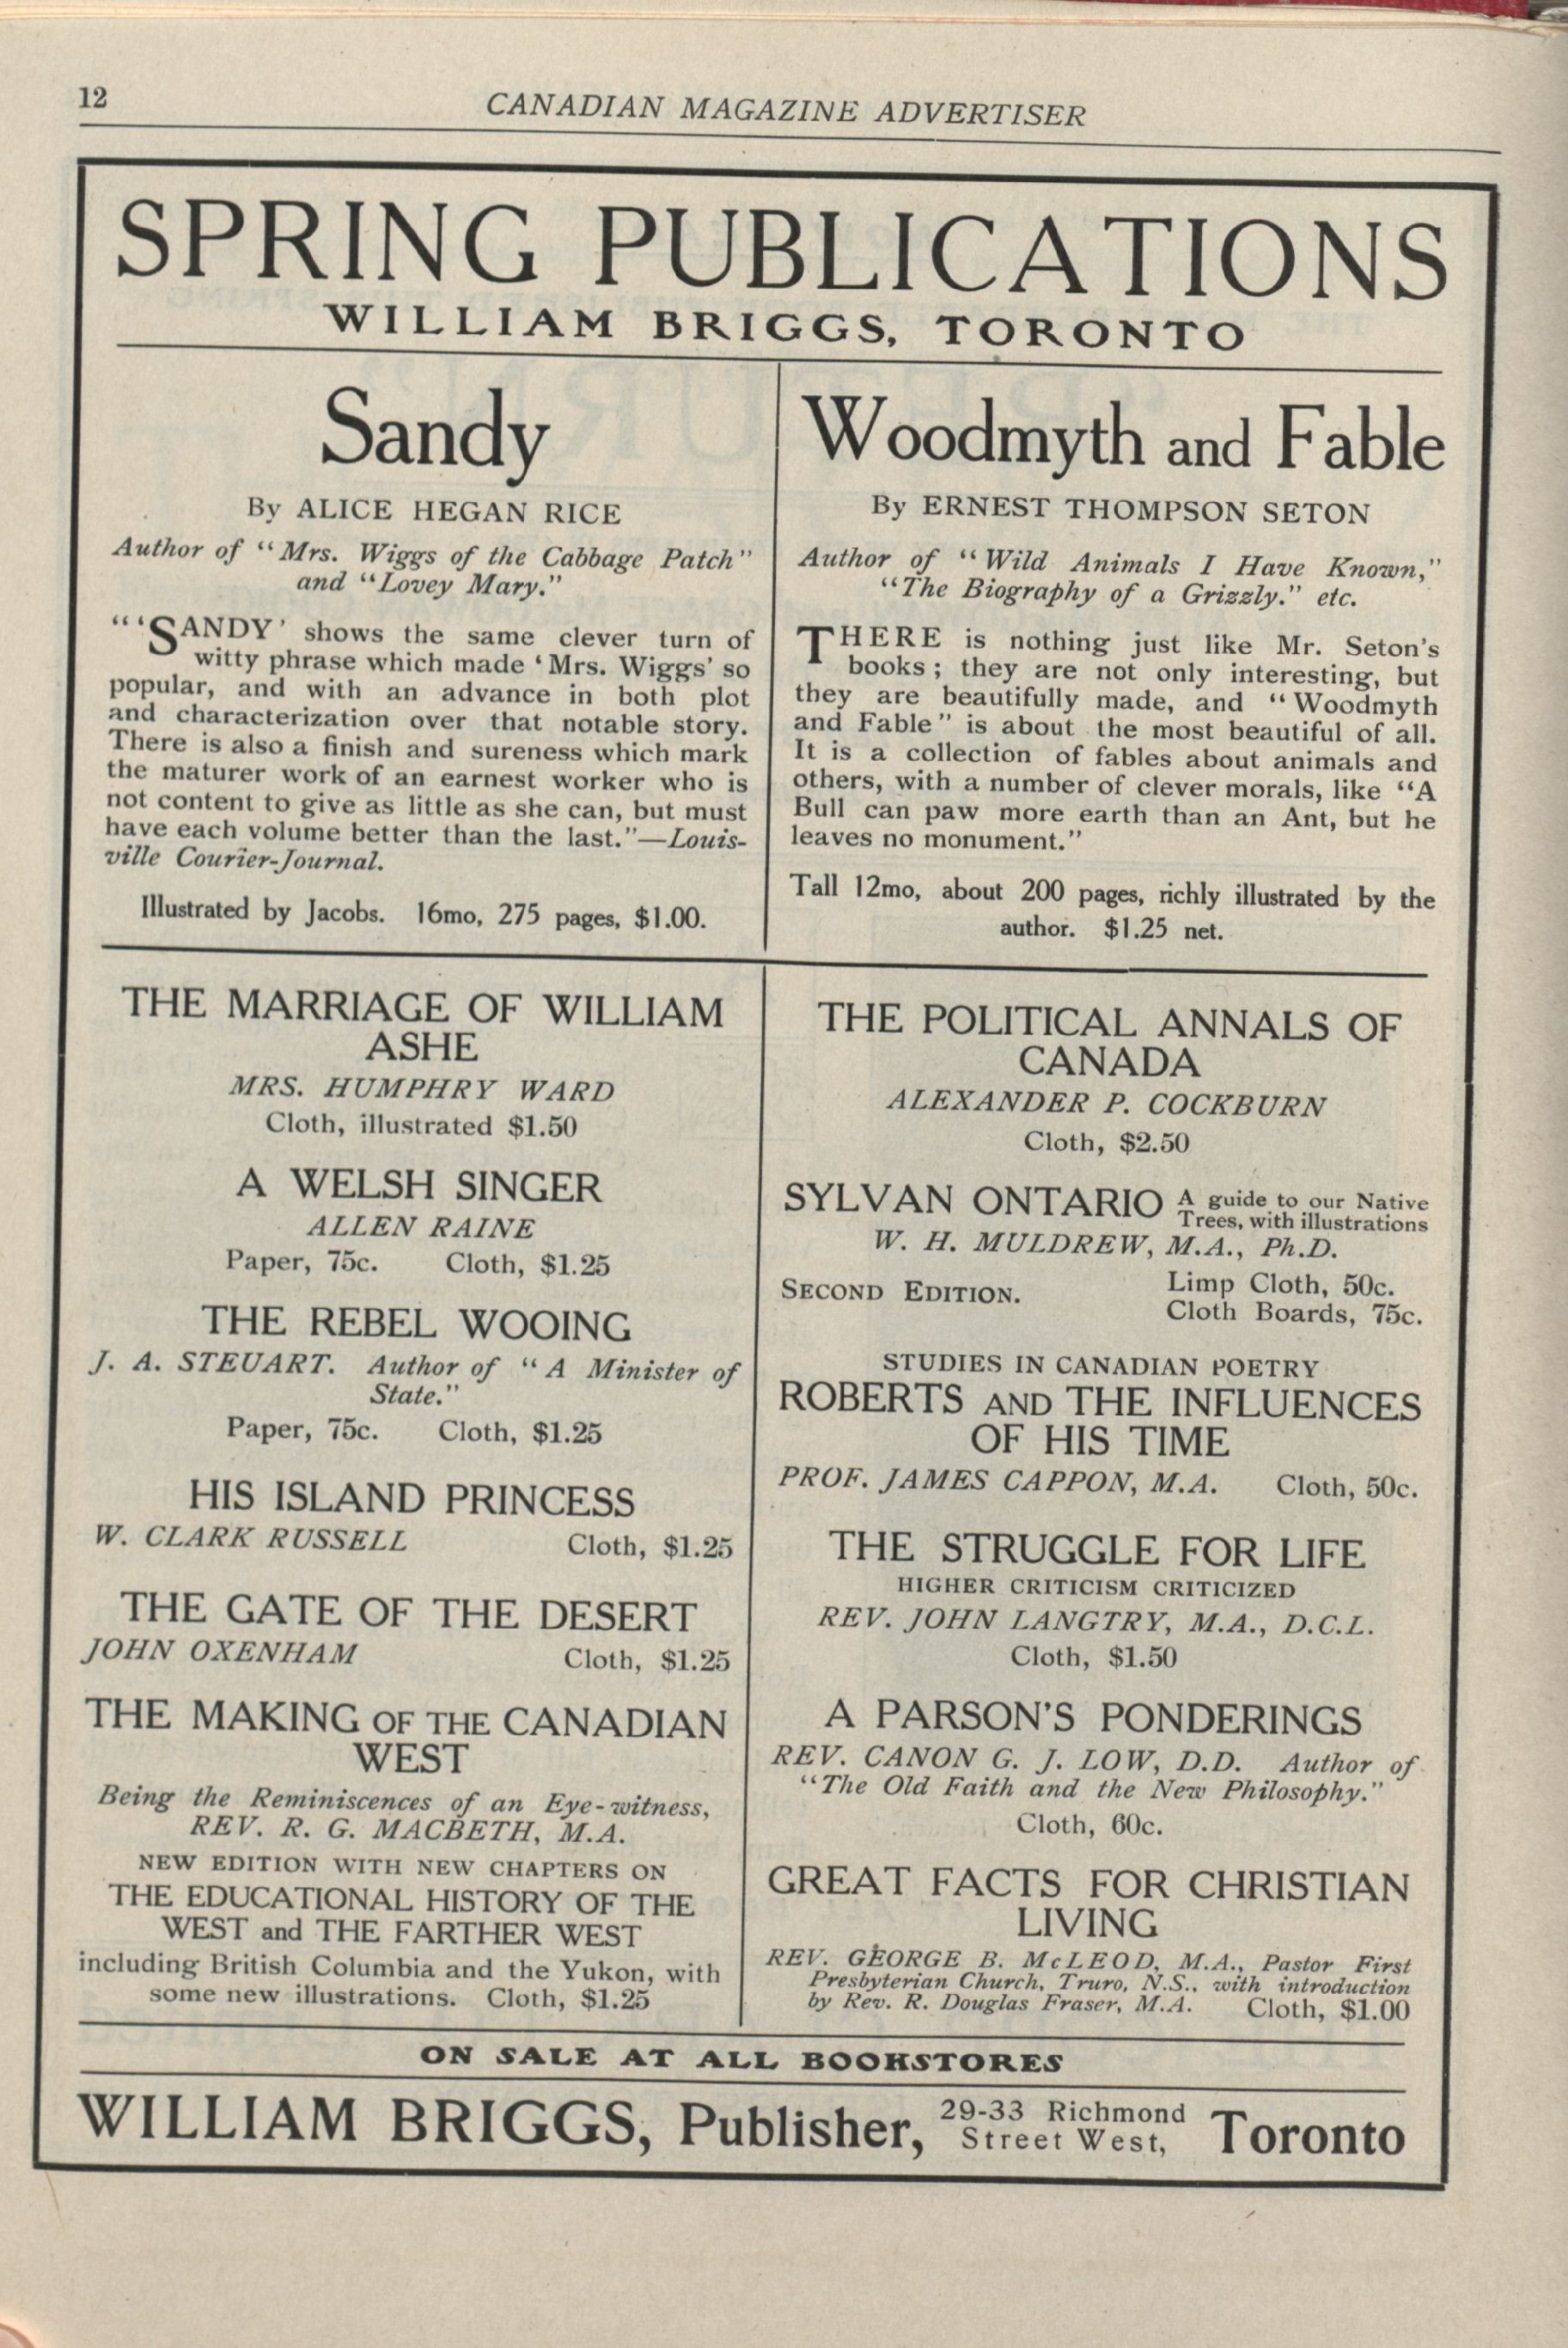 12
CANADIAN MAGAZINE ADVERTISER
SPRING PUBLICATIONS
WILLIAM BRIGGS, TORONTO
Sandy
By ALICE HEGAN RICE
Author of "Mrs. Wiggs of the Cabbage Patch"
and "Lovey Mary."
"'SANDY' shows the same clever turn of
witty phrase which made 'Mrs. Wiggs' so
popular, and with an advance in both plot
and characterization over that notable story.
There is also a finish and sureness which mark
the maturer work of an earnest worker who is
not content to give as little as she can, but must
have each volume better than the last."—Louis-
ville Courier-Journal.
Illustrated by Jacobs. 16mo, 275 pages, $1.00.
Woodmyth and Fable
By ERNEST THOMPSON SETON
Author of "Wild Animals I Have Known,"
"The Biography of a Grizzly." etc.
THERE is nothing just like Mr. Seton's
books; they are not only interesting, but
they are beautifully made, and "Woodmyth
and Fable" is about the most beautiful of all.
It is a collection of fables about animals and
others, with a number of clever morals, like "A
Bull can paw more earth than an Ant, but he
leaves no monument."
Tall 12mo, about 200 pages, richly illustrated by the
author. $1.25 net.
THE MARRIAGE OF WILLIAM
ASHE
MRS. HUMPHRY WARD
Cloth, illustrated $1.50
A WELSH SINGER
ALLEN RAINE
Paper, 75c. Cloth, $1.25
THE REBEL WOOING
J. A. STEUART. Author of "A Minister of
State."
Paper, 75c. Cloth, $1.25
HIS ISLAND PRINCESS
W. CLARK RUSSELL Cloth, $1.25
THE GATE OF THE DESERT
JOHN OXENHAM Cloth, $1.25
THE MAKING OF THE CANADIAN
WEST
Being the Reminiscences of an Eye-witness,
REV. R. G. MACBETH, M.A.
NEW EDITION WITH NEW CHAPTERS ON
THE EDUCATIONAL HISTORY OF THE
WEST and THE FARTHER WEST
including British Columbia and the Yukon, with
some new illustrations. Cloth, $1.25
THE POLITICAL ANNALS OF
CANADA
ALEXANDER P. COCKBURN
Cloth, $2.50
SYLVAN ONTARIO A guide to our Native
Trees, with illustrations
W. H. MULDREW, M.A., Ph.D.
SECOND EDITION. Limp Cloth, 50c.
Cloth Boards, 75c.
STUDIES IN CANADIAN POETRY
ROBERTS AND THE INFLUENCES
OF HIS TIME
PROF. JAMES CAPPON, M.A. Cloth, 50c.
THE STRUGGLE FOR LIFE
HIGHER CRITICISM CRITICIZED
REV. JOHN LANGTRY, M.A., D.C.L.
Cloth, $1.50
A PARSON'S PONDERINGS
REV. CANON G. J. LOW, D.D. Author of
"The Old Faith and the New Philosophy."
Cloth, 60c.
GREAT FACTS FOR CHRISTIAN
LIVING
REV. GEORGE B. McLEOD, M.A., Pastor First
Presbyterian Church, Truro, N.S., with introduction
by Rev. R. Douglas Fraser, M.A. Cloth, $1.00
ON SALE AT ALL BOOKSTORES
WILLIAM BRIGGS, Publisher, 29-33 Richmond
Street West, Toronto